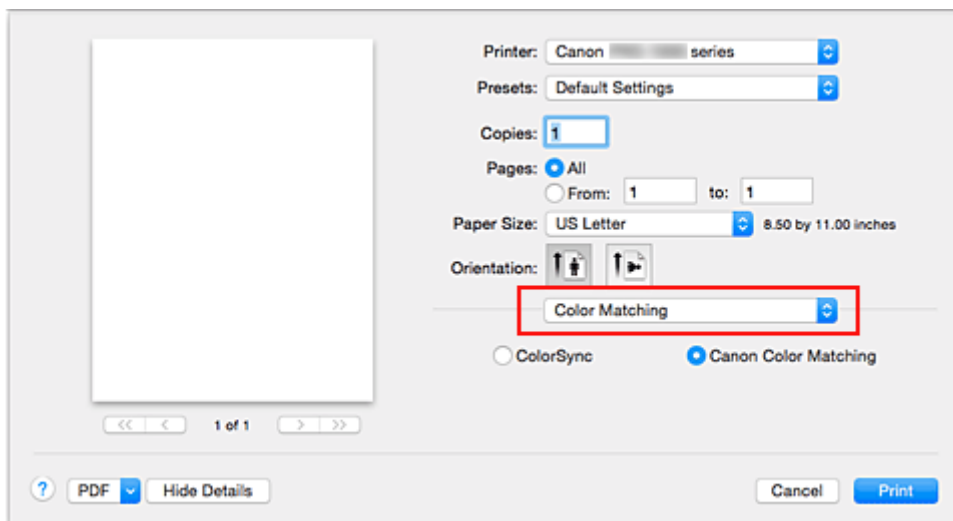 Printer: Canon series
Presets: Default Settings
Copies: 1
Pages: All
From: 1 to: 1
Paper Size: US Letter 8.50 by 11.00 inches
Orientation:
Color Matching
ColorSync Canon Color Matching
<< < 1 of 1 > >>
? PDF Hide Details Cancel Print